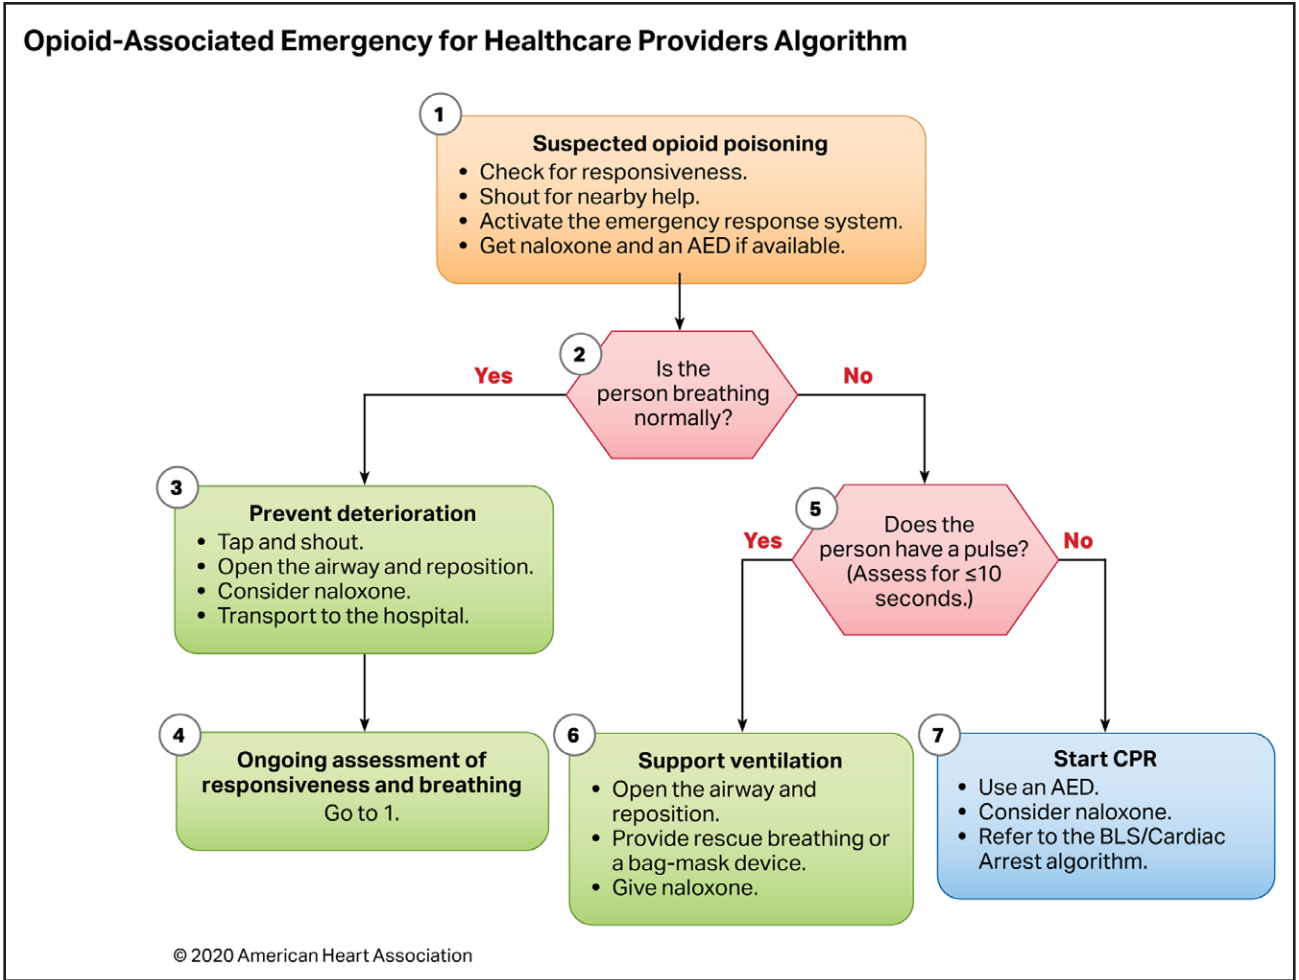 Opioid-Associated Emergency for Healthcare Providers Algorithm
1
Suspected opioid poisoning
• Check for responsiveness.
• Shout for nearby help.
• Activate the emergency response system.
• Get naloxone and an AED if available.
2
Is the
person breathing
normally?
Yes
No
3
Prevent deterioration
• Tap and shout.
• Open the airway and reposition.
• Consider naloxone.
• Transport to the hospital.
4
Ongoing assessment of
responsiveness and breathing
Go to 1.
5
Does the
person have a pulse?
(Assess for ≤10
seconds.)
Yes
No
6
Support ventilation
• Open the airway and
reposition.
• Provide rescue breathing or
a bag-mask device.
• Give naloxone.
7
Start CPR
• Use an AED.
• Consider naloxone.
• Refer to the BLS/Cardiac
Arrest algorithm.
© 2020 American Heart Association